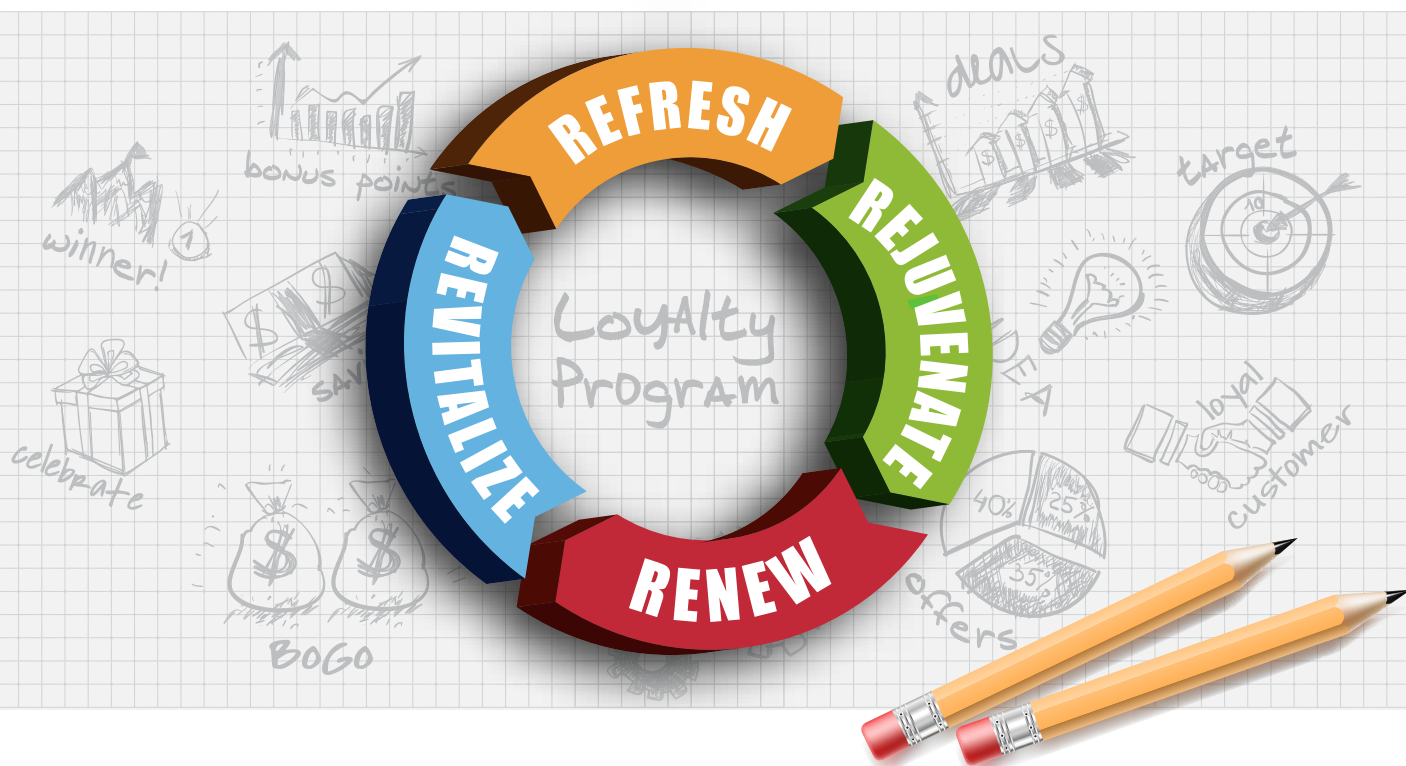 REFRESH
REJUVENATE
RENEW
REVITALIZE
Loyalty
Program
bonus points
winner!
1
$
$
celebrate
$
$
BOGO
deals
$
$
$
target
10
loyal
customer
40%
25%
35%
offers